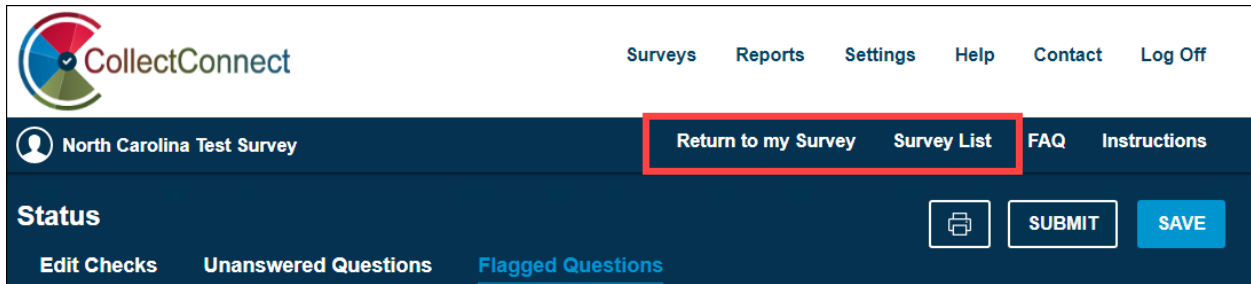 CollectConnect
Surveys Reports Settings Help Contact Log Off
North Carolina Test Survey Return to my Survey Survey List FAQ Instructions
Status
SUBMIT SAVE
Edit Checks Unanswered Questions Flagged Questions